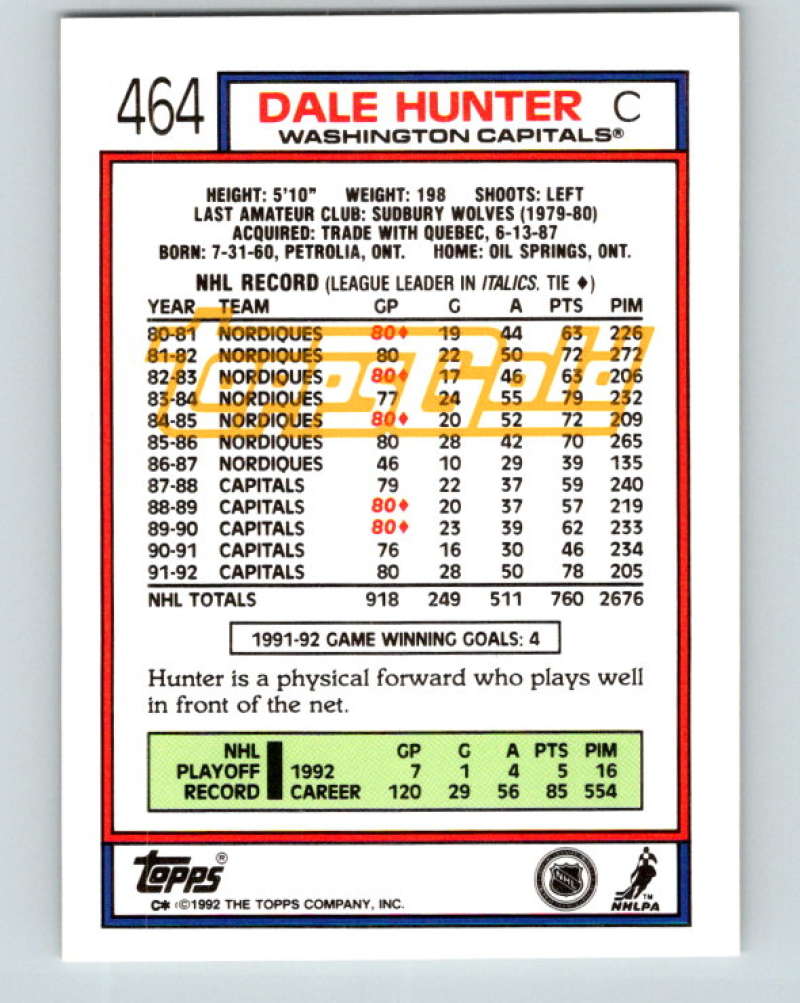 464 DALE HUNTER C
WASHINGTON CAPITALS®
HEIGHT: 5'10" WEIGHT: 198 SHOOTS: LEFT
LAST AMATEUR CLUB: SUDBURY WOLVES (1979-80)
ACQUIRED: TRADE WITH QUEBEC, 6-13-87
BORN: 7-31-60, PETROLIA, ONT. HOME: OIL SPRINGS, ONT.
NHL RECORD (LEAGUE LEADER IN ITALICS. TIE ♦)
YEAR TEAM GP G A PTS PIM
80-81 NORDIQUES 80♦ 19 44 63 226
81-82 NORDIQUES 80 22 50 72 272
82-83 NORDIQUES 80♦ 17 46 63 206
83-84 NORDIQUES 77 24 55 79 232
84-85 NORDIQUES 80♦ 20 52 72 209
85-86 NORDIQUES 80 28 42 70 265
86-87 NORDIQUES 46 10 29 39 135
87-88 CAPITALS 79 22 37 59 240
88-89 CAPITALS 80♦ 20 37 57 219
89-90 CAPITALS 80♦ 23 39 62 233
90-91 CAPITALS 76 16 30 46 234
91-92 CAPITALS 80 28 50 78 205
NHL TOTALS 918 249 511 760 2676
Topps Gold
1991-92 GAME WINNING GOALS: 4
Hunter is a physical forward who plays well
in front of the net.
NHL GP G A PTS PIM
PLAYOFF 1992 7 1 4 5 16
RECORD CAREER 120 29 56 85 554
TOPPS®
C* ©1992 THE TOPPS COMPANY, INC.
NHL
™
NHLPA